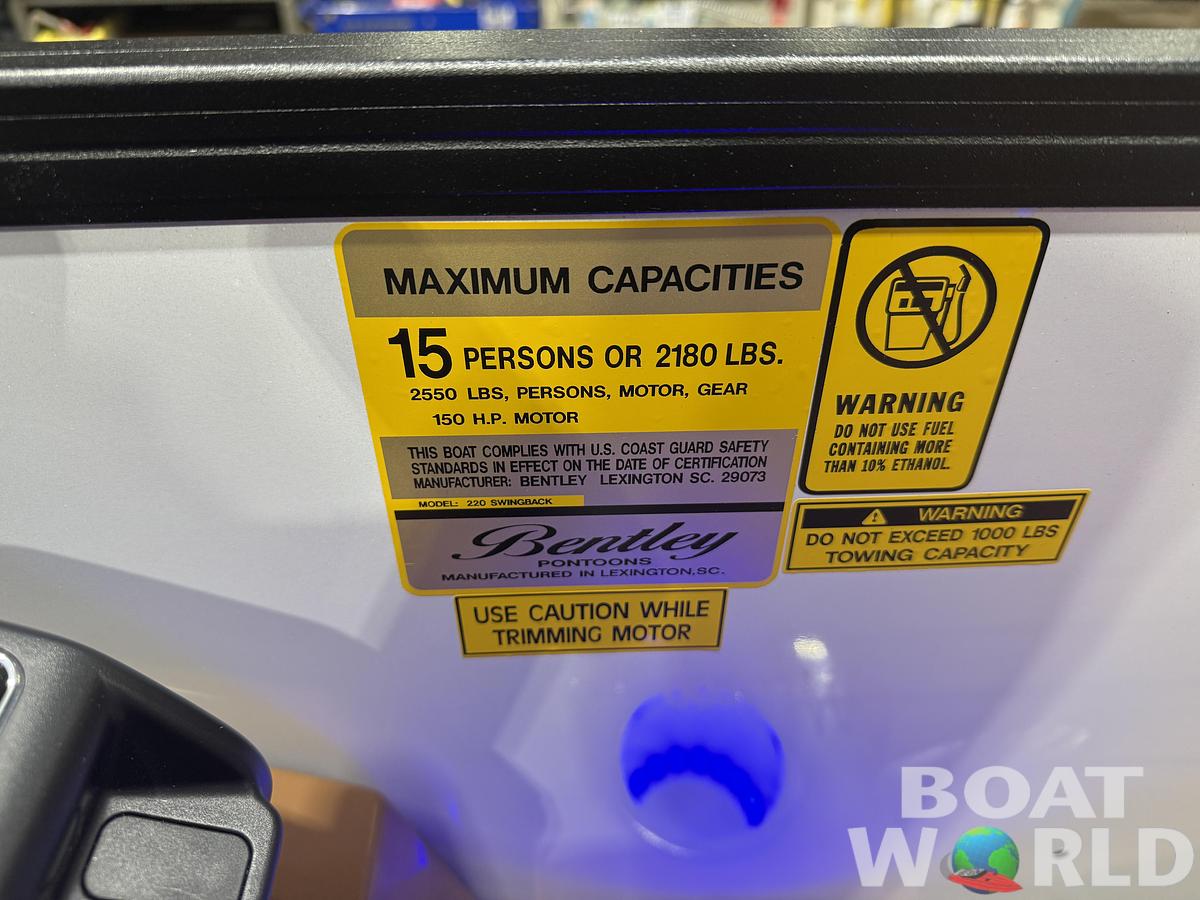 MAXIMUM CAPACITIES
15 PERSONS OR 2180 LBS.
2550 LBS, PERSONS, MOTOR, GEAR
150 H.P. MOTOR
THIS BOAT COMPLIES WITH U.S. COAST GUARD SAFETY
STANDARDS IN EFFECT ON THE DATE OF CERTIFICATION
MANUFACTURER: BENTLEY LEXINGTON SC. 29073
MODEL: 220 SWINGBACK
Bentley
PONTOONS
MANUFACTURED IN LEXINGTON,SC.
USE CAUTION WHILE
TRIMMING MOTOR
WARNING
DO NOT USE FUEL
CONTAINING MORE
THAN 10% ETHANOL.
WARNING
DO NOT EXCEED 1000 LBS
TOWING CAPACITY
BOAT
WORLD